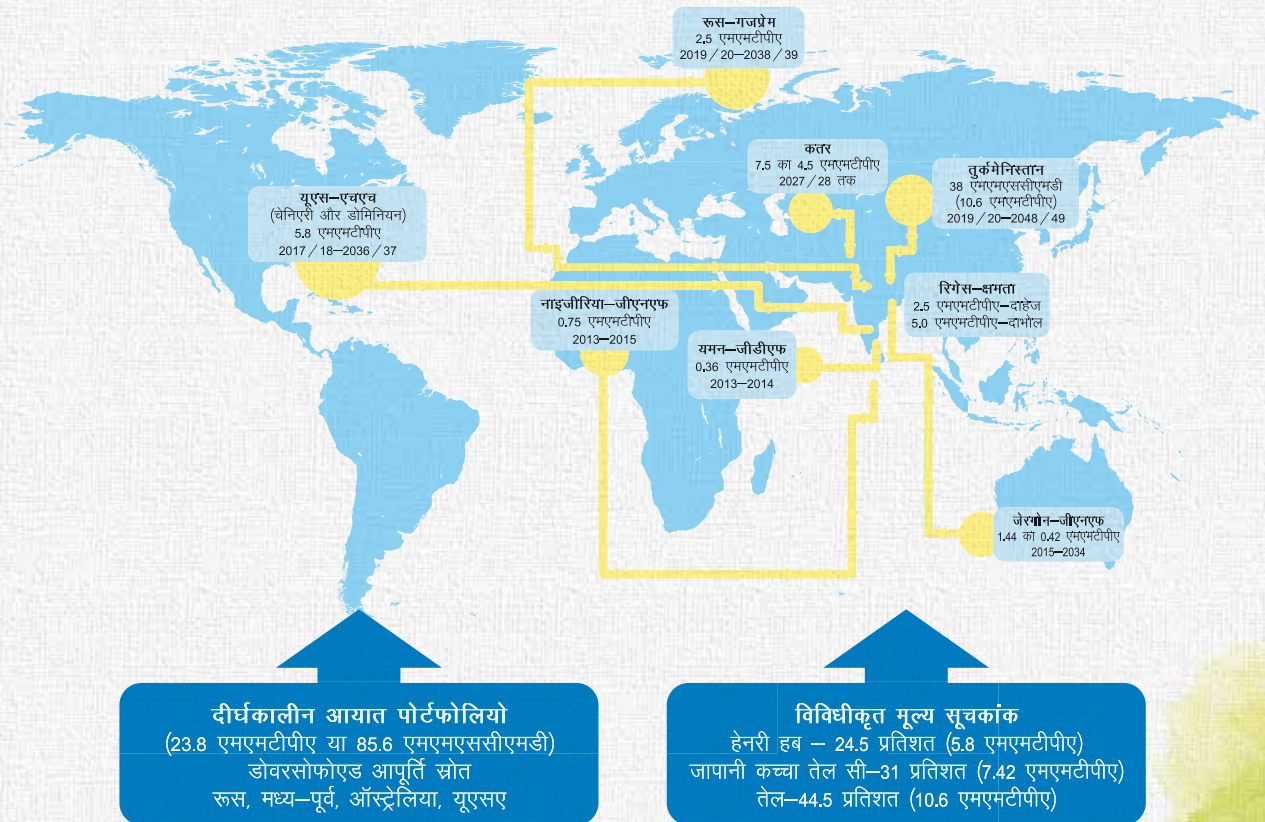 रूस–गजप्रेम
2.5 एमएमटीपीए
2019/20–2038/39
कतर
7.5 का 4.5 एमएमटीपीए
2027/28 तक
तुर्कमेनिस्तान
38 एमएमएससीएमडी
(10.6 एमएमटीपीए)
2019/20–2048/49
यूएस–एचएच
(चेनिएरी और डोमिनियन)
5.8 एमएमटीपीए
2017/18–2036/37
नाइजीरिया–जीएनएफ
0.75 एमएमटीपीए
2013–2015
यमन–जीडीएफ
0.36 एमएमटीपीए
2013–2014
रिगेस–क्षमता
2.5 एमएमटीपीए–दाहेज
5.0 एमएमटीपीए–दाभोल
जेरगोन–जीएनएफ
1.44 का 0.42 एमएमटीपीए
2015–2034
दीर्घकालीन आयात पोर्टफोलियो
(23.8 एमएमटीपीए या 85.6 एमएमएससीएमडी)
डोवरसोफोएड आपूर्ति स्रोत
रूस, मध्य–पूर्व, ऑस्ट्रेलिया, यूएसए
विविधीकृत मूल्य सूचकांक
हेनरी हब – 24.5 प्रतिशत (5.8 एमएमटीपीए)
जापानी कच्चा तेल सी–31 प्रतिशत (7.42 एमएमटीपीए)
तेल–44.5 प्रतिशत (10.6 एमएमटीपीए)